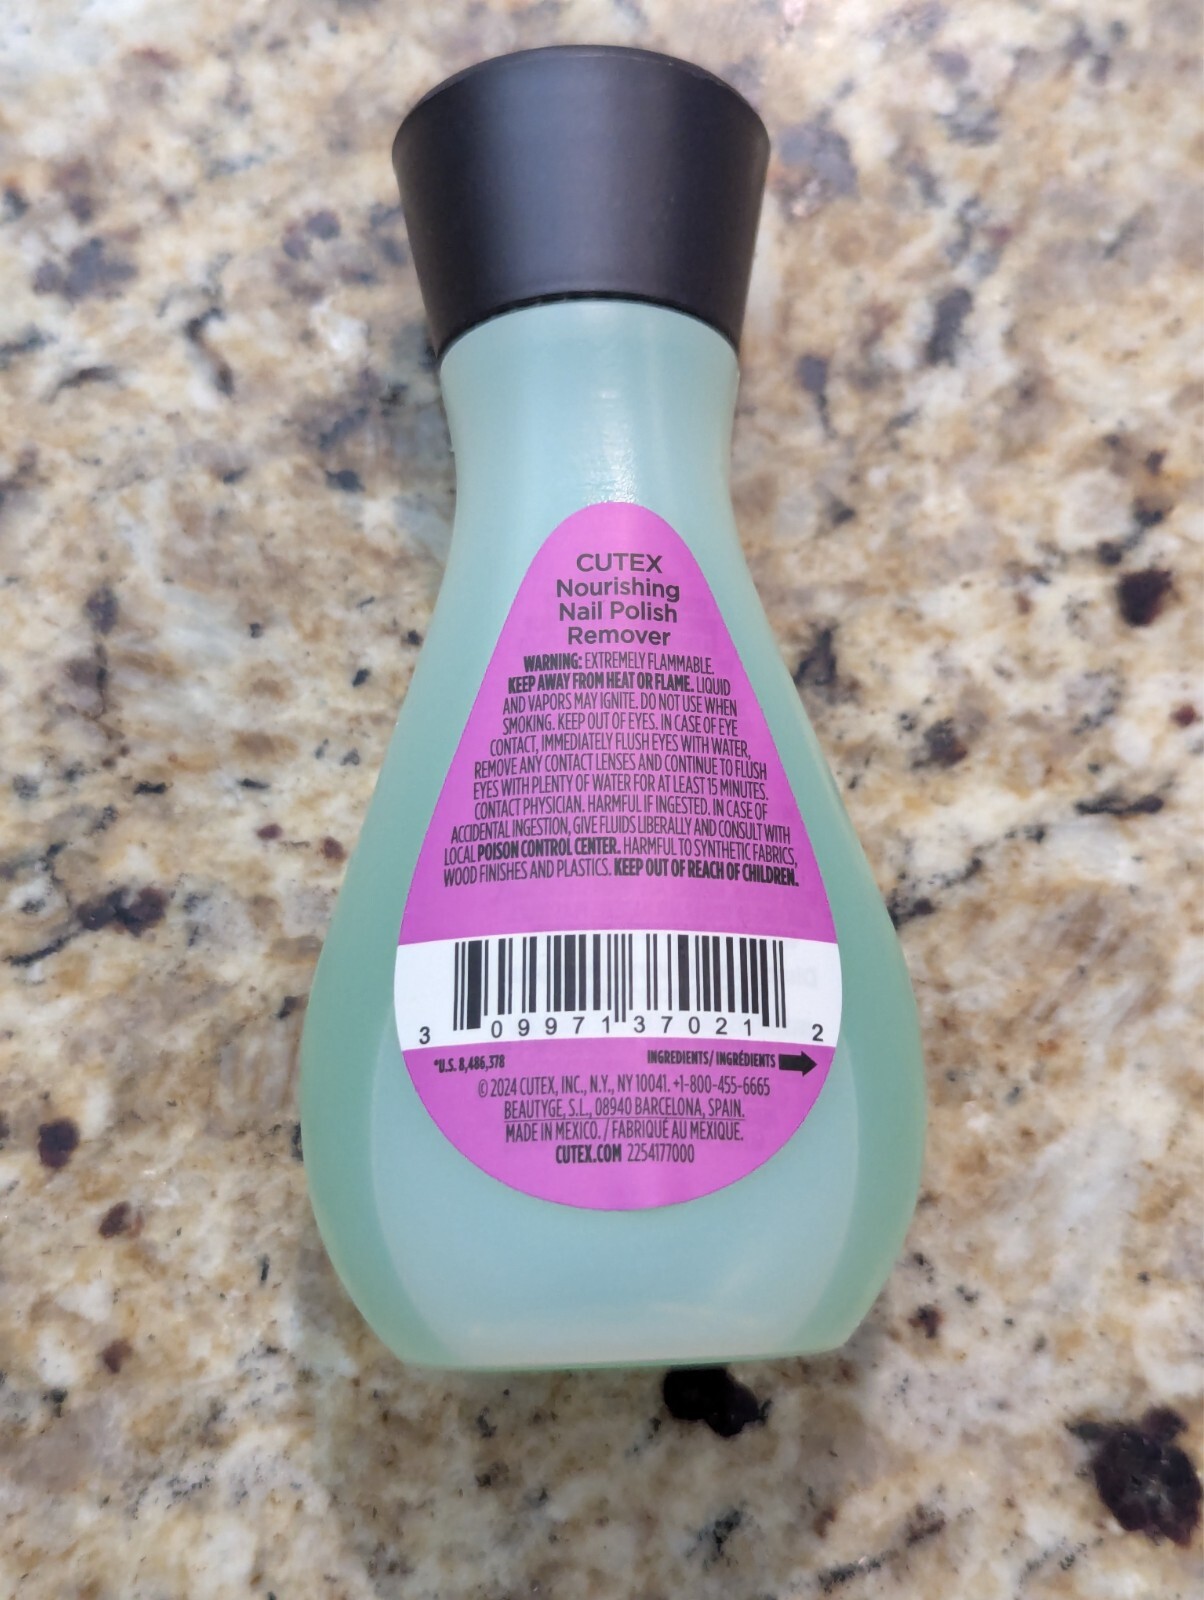 CUTEX
Nourishing
Nail Polish
Remover
WARNING: EXTREMELY FLAMMABLE.
KEEP AWAY FROM HEAT OR FLAME. LIQUID
AND VAPORS MAY IGNITE. DO NOT USE WHEN
SMOKING. KEEP OUT OF EYES. IN CASE OF EYE
CONTACT, IMMEDIATELY FLUSH EYES WITH WATER,
REMOVE ANY CONTACT LENSES AND CONTINUE TO FLUSH
EYES WITH PLENTY OF WATER FOR AT LEAST 15 MINUTES.
CONTACT PHYSICIAN. HARMFUL IF INGESTED. IN CASE OF
ACCIDENTAL INGESTION, GIVE FLUIDS LIBERALLY AND CONSULT WITH
LOCAL POISON CONTROL CENTER. HARMFUL TO SYNTHETIC FABRICS,
WOOD FINISHES AND PLASTICS. KEEP OUT OF REACH OF CHILDREN.
3 09971 37021 2
*U.S. 8,486,378 INGREDIENTS/ INGRÉDIENTS
© 2024 CUTEX, INC., N.Y., NY 10041. +1-800-455-6665
BEAUTYGE, S.L., 08940 BARCELONA, SPAIN.
MADE IN MEXICO. / FABRIQUÉ AU MEXIQUE.
CUTEX.COM 2254177000